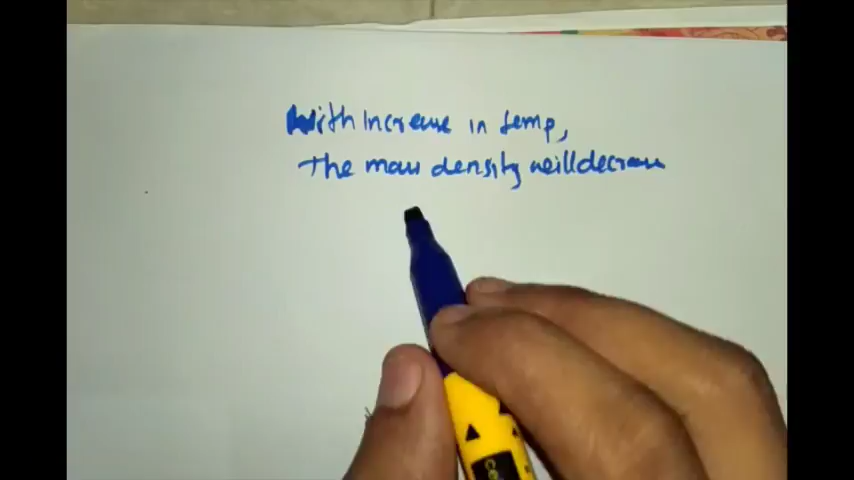 With increase in temp,
The mass density will decrease